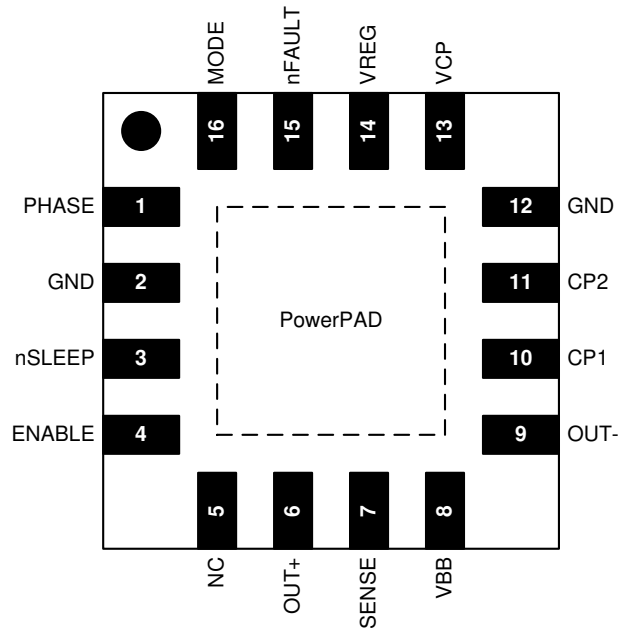 MODE
nFAULT
VREG
VCP
16
15
14
13
PHASE 1
12 GND
GND 2
11 CP2
nSLEEP 3
10 CP1
ENABLE 4
9 OUT-
PowerPAD
5
6
7
8
NC
OUT+
SENSE
VBB